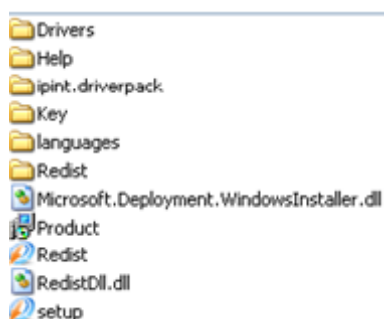 Drivers
Help
ipint.driverpack
Key
languages
Redist
Microsoft.Deployment.WindowsInstaller.dll
Product
Redist
RedistDll.dll
setup